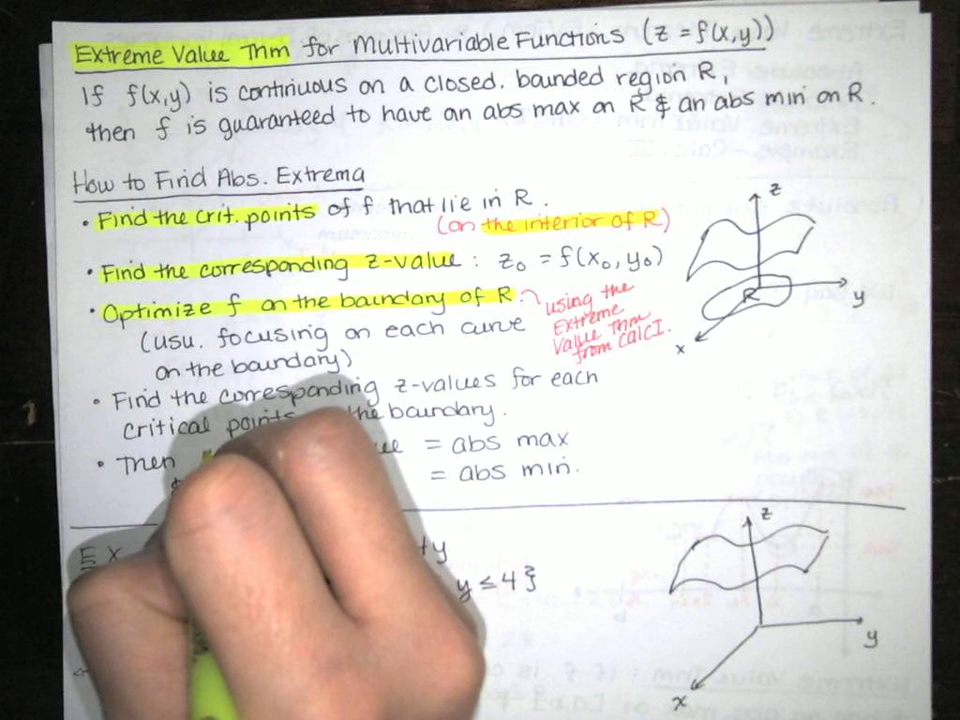 Extreme Value Thm for Multivariable Functions (z = f(x,y))
If f(x,y) is continuous on a closed, bounded region R,
then f is guaranteed to have an abs max on R & an abs min on R.
How to Find Abs. Extrema
• Find the crit. points of f that lie in R.
(on the interior of R)
• Find the corresponding z-value : z₀ = f(x₀, y₀)
• Optimize f on the boundary of R.
(usu. focusing on each curve
on the boundary)
using the
Extreme
Value Thm
from Calc I.
• Find the corresponding z-values for each
critical points the boundary.
• Then = abs max
= abs min.
z
R
y
x
EX
+y
y ≤ 4}
z
y
x